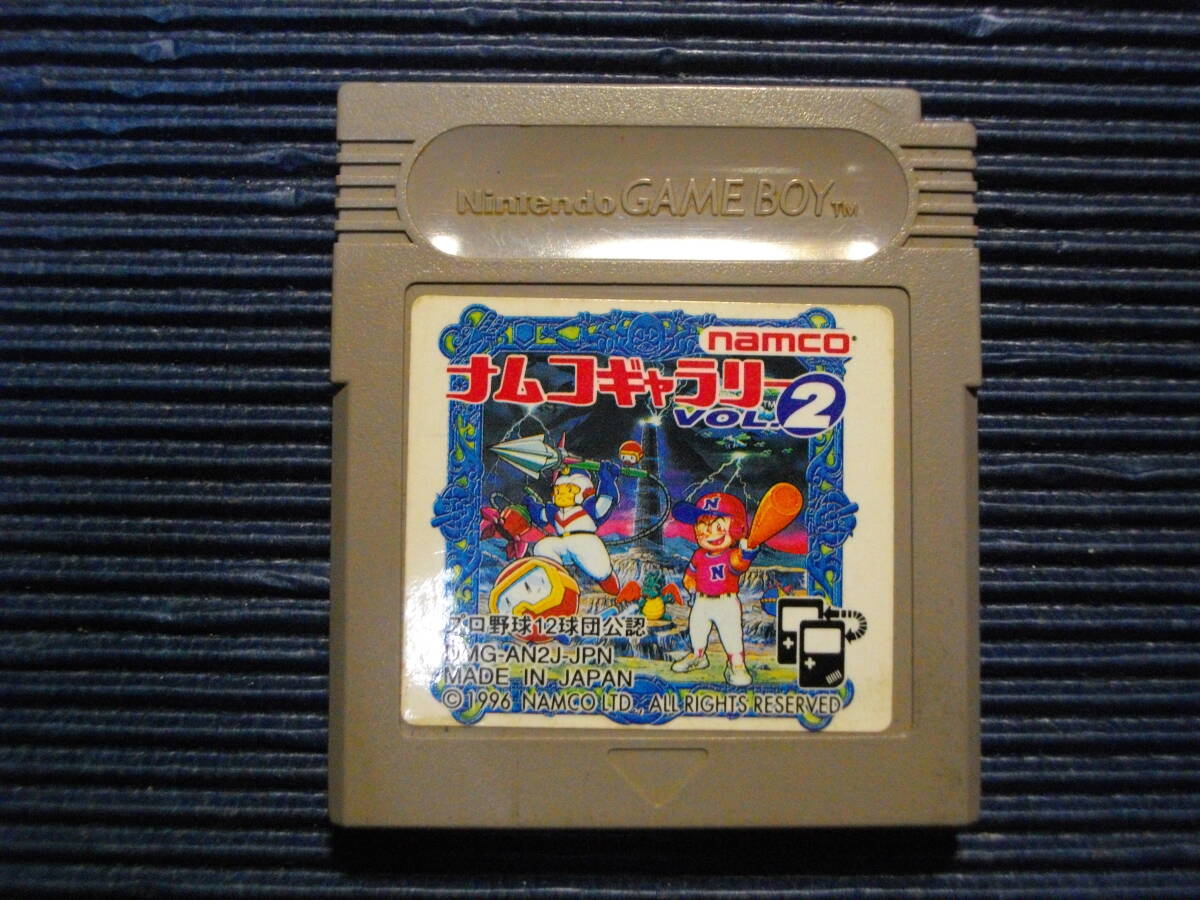 Nintendo GAME BOY™
namco
ナムコギャラリー
VOL.2
N
N
プロ野球12球団公認
DMG-AN2J-JPN
MADE IN JAPAN
© 1996 NAMCO LTD., ALL RIGHTS RESERVED